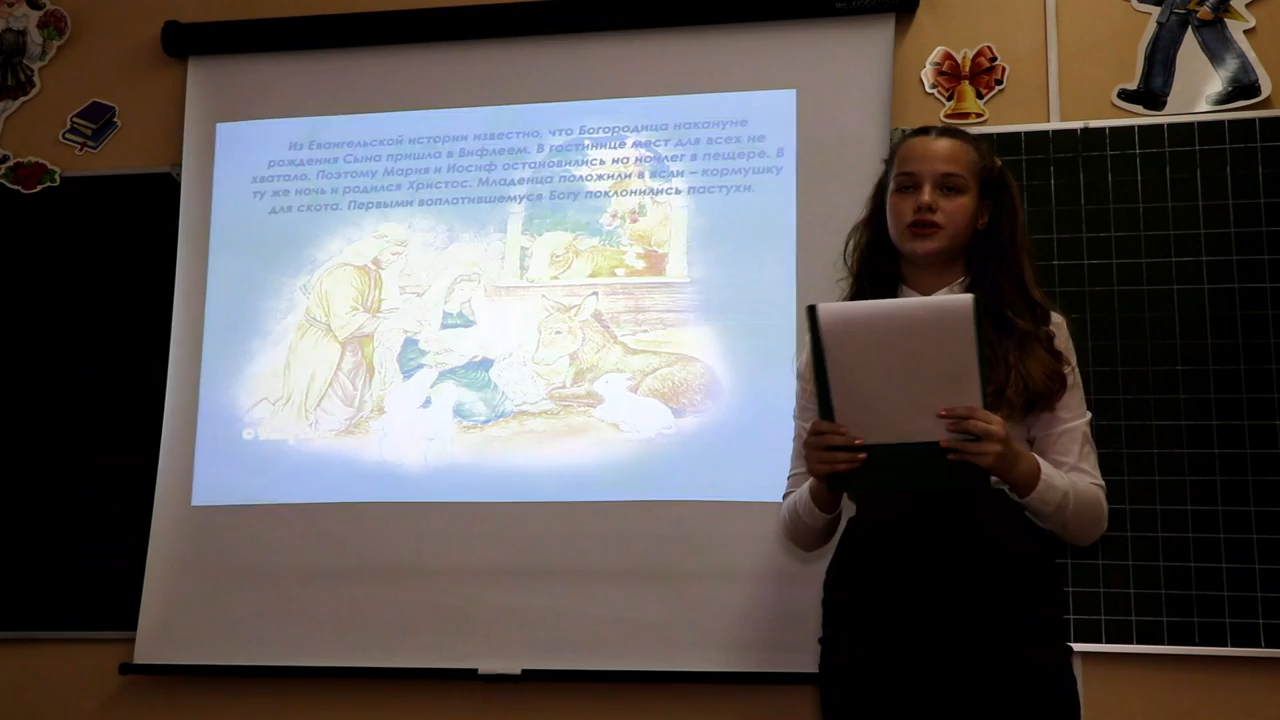 Из Евангельской истории известно, что Богородица накануне
рождения Сына пришла в Вифлеем. В гостинице мест для всех не
хватало. Поэтому Мария и Иосиф остановились на ночлег в пещере. В
ту же ночь и родился Христос. Младенца положили в ясли – кормушку
для скота. Первыми воплотившемуся Богу поклонились пастухи.